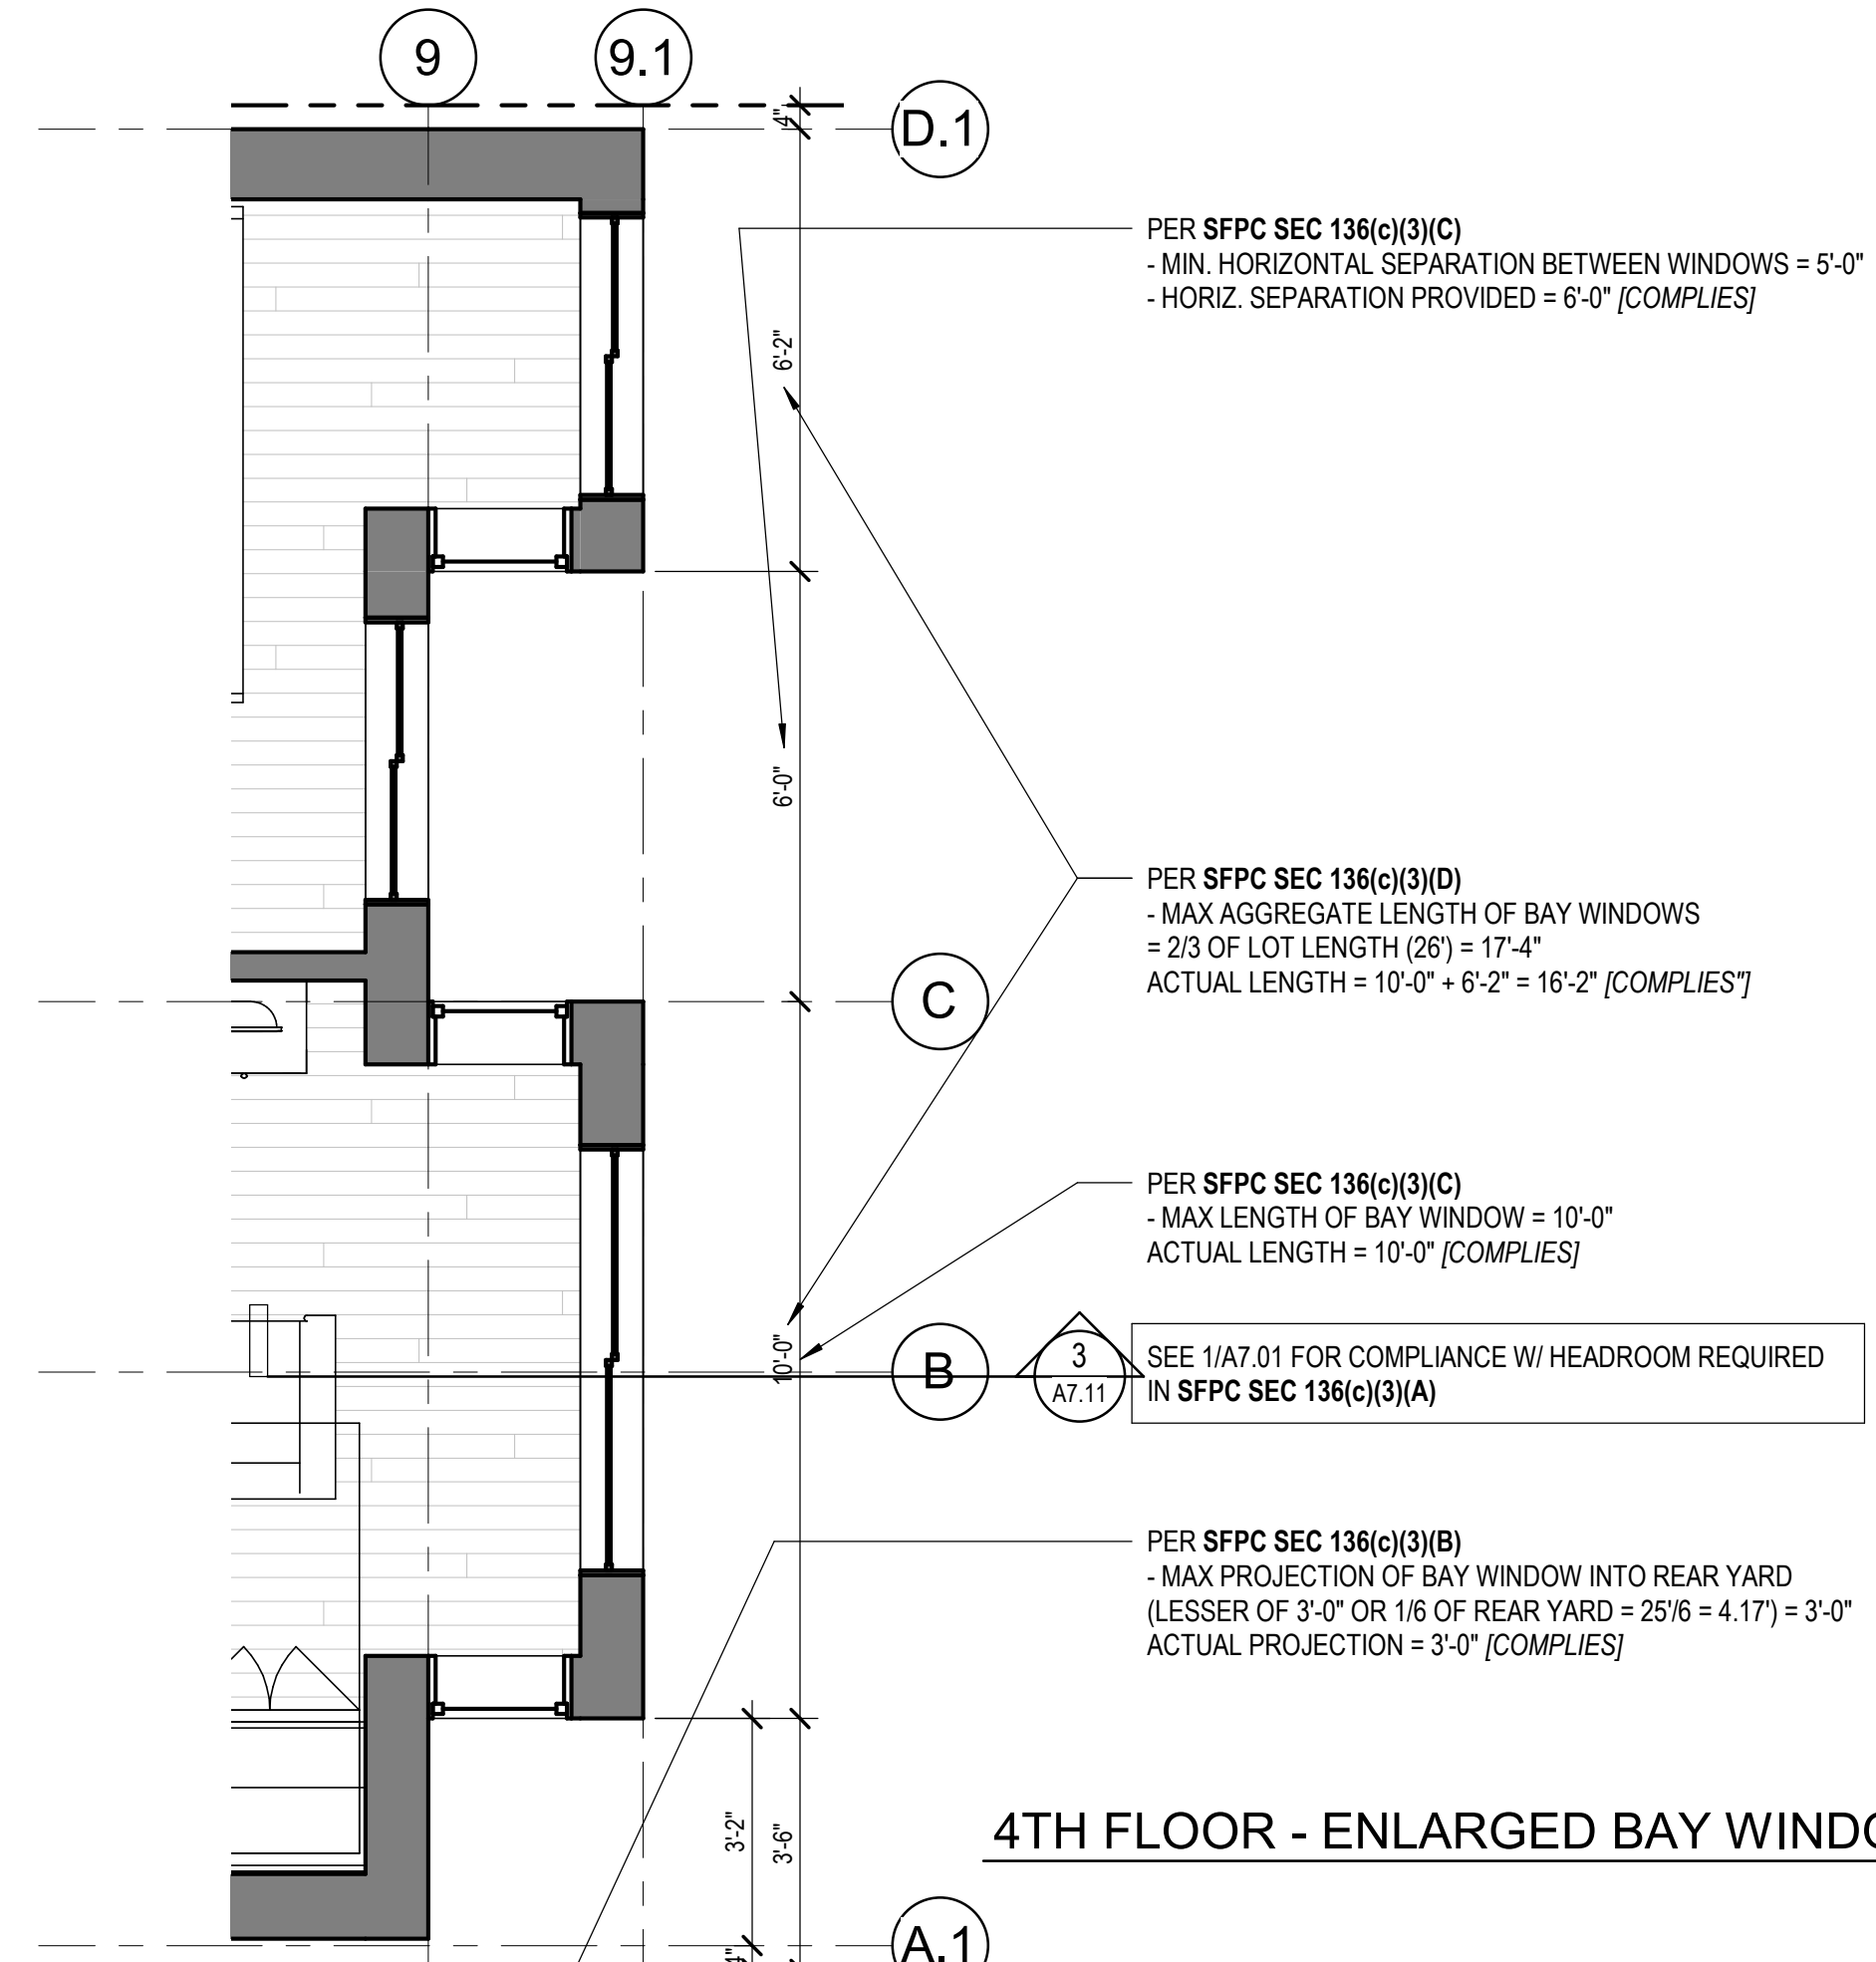 9
9.1
4"
D.1
PER SFPC SEC 136(c)(3)(C)
- MIN. HORIZONTAL SEPARATION BETWEEN WINDOWS = 5'-0"
- HORIZ. SEPARATION PROVIDED = 6'-0" [COMPLIES]
6'-2"
6'-0"
PER SFPC SEC 136(c)(3)(D)
- MAX AGGREGATE LENGTH OF BAY WINDOWS
= 2/3 OF LOT LENGTH (26') = 17'-4"
ACTUAL LENGTH = 10'-0" + 6'-2" = 16'-2" [COMPLIES"]
C
PER SFPC SEC 136(c)(3)(C)
- MAX LENGTH OF BAY WINDOW = 10'-0"
ACTUAL LENGTH = 10'-0" [COMPLIES]
10'-0"
B
3
A7.11
SEE 1/A7.01 FOR COMPLIANCE W/ HEADROOM REQUIRED
IN SFPC SEC 136(c)(3)(A)
PER SFPC SEC 136(c)(3)(B)
- MAX PROJECTION OF BAY WINDOW INTO REAR YARD
(LESSER OF 3'-0" OR 1/6 OF REAR YARD = 25'/6 = 4.17') = 3'-0"
ACTUAL PROJECTION = 3'-0" [COMPLIES]
3'-2"
3'-6"
4TH FLOOR - ENLARGED BAY WINDO
A.1
4"